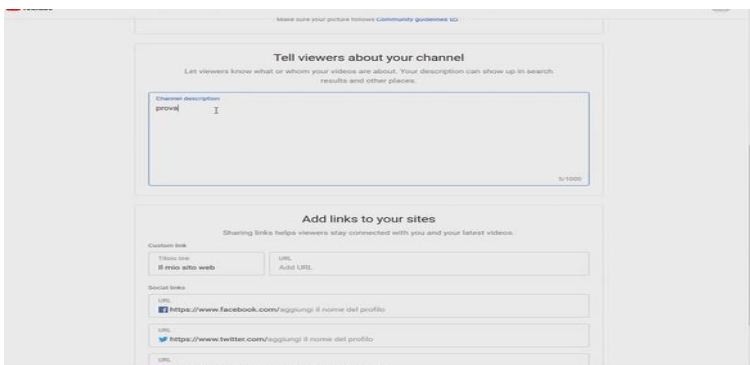 Make sure your picture follows Community guidelines
Tell viewers about your channel
Let viewers know what or whom your videos are about. Your description can show up in search
results and other places.
Channel description
prova
5/1000
Add links to your sites
Sharing links helps viewers stay connected with you and your latest videos.
Custom link
Titolo link
Il mio sito web
URL
Add URL
Social links
URL
https://www.facebook.com/aggiungi il nome del profilo
URL
https://www.twitter.com/aggiungi il nome del profilo
URL